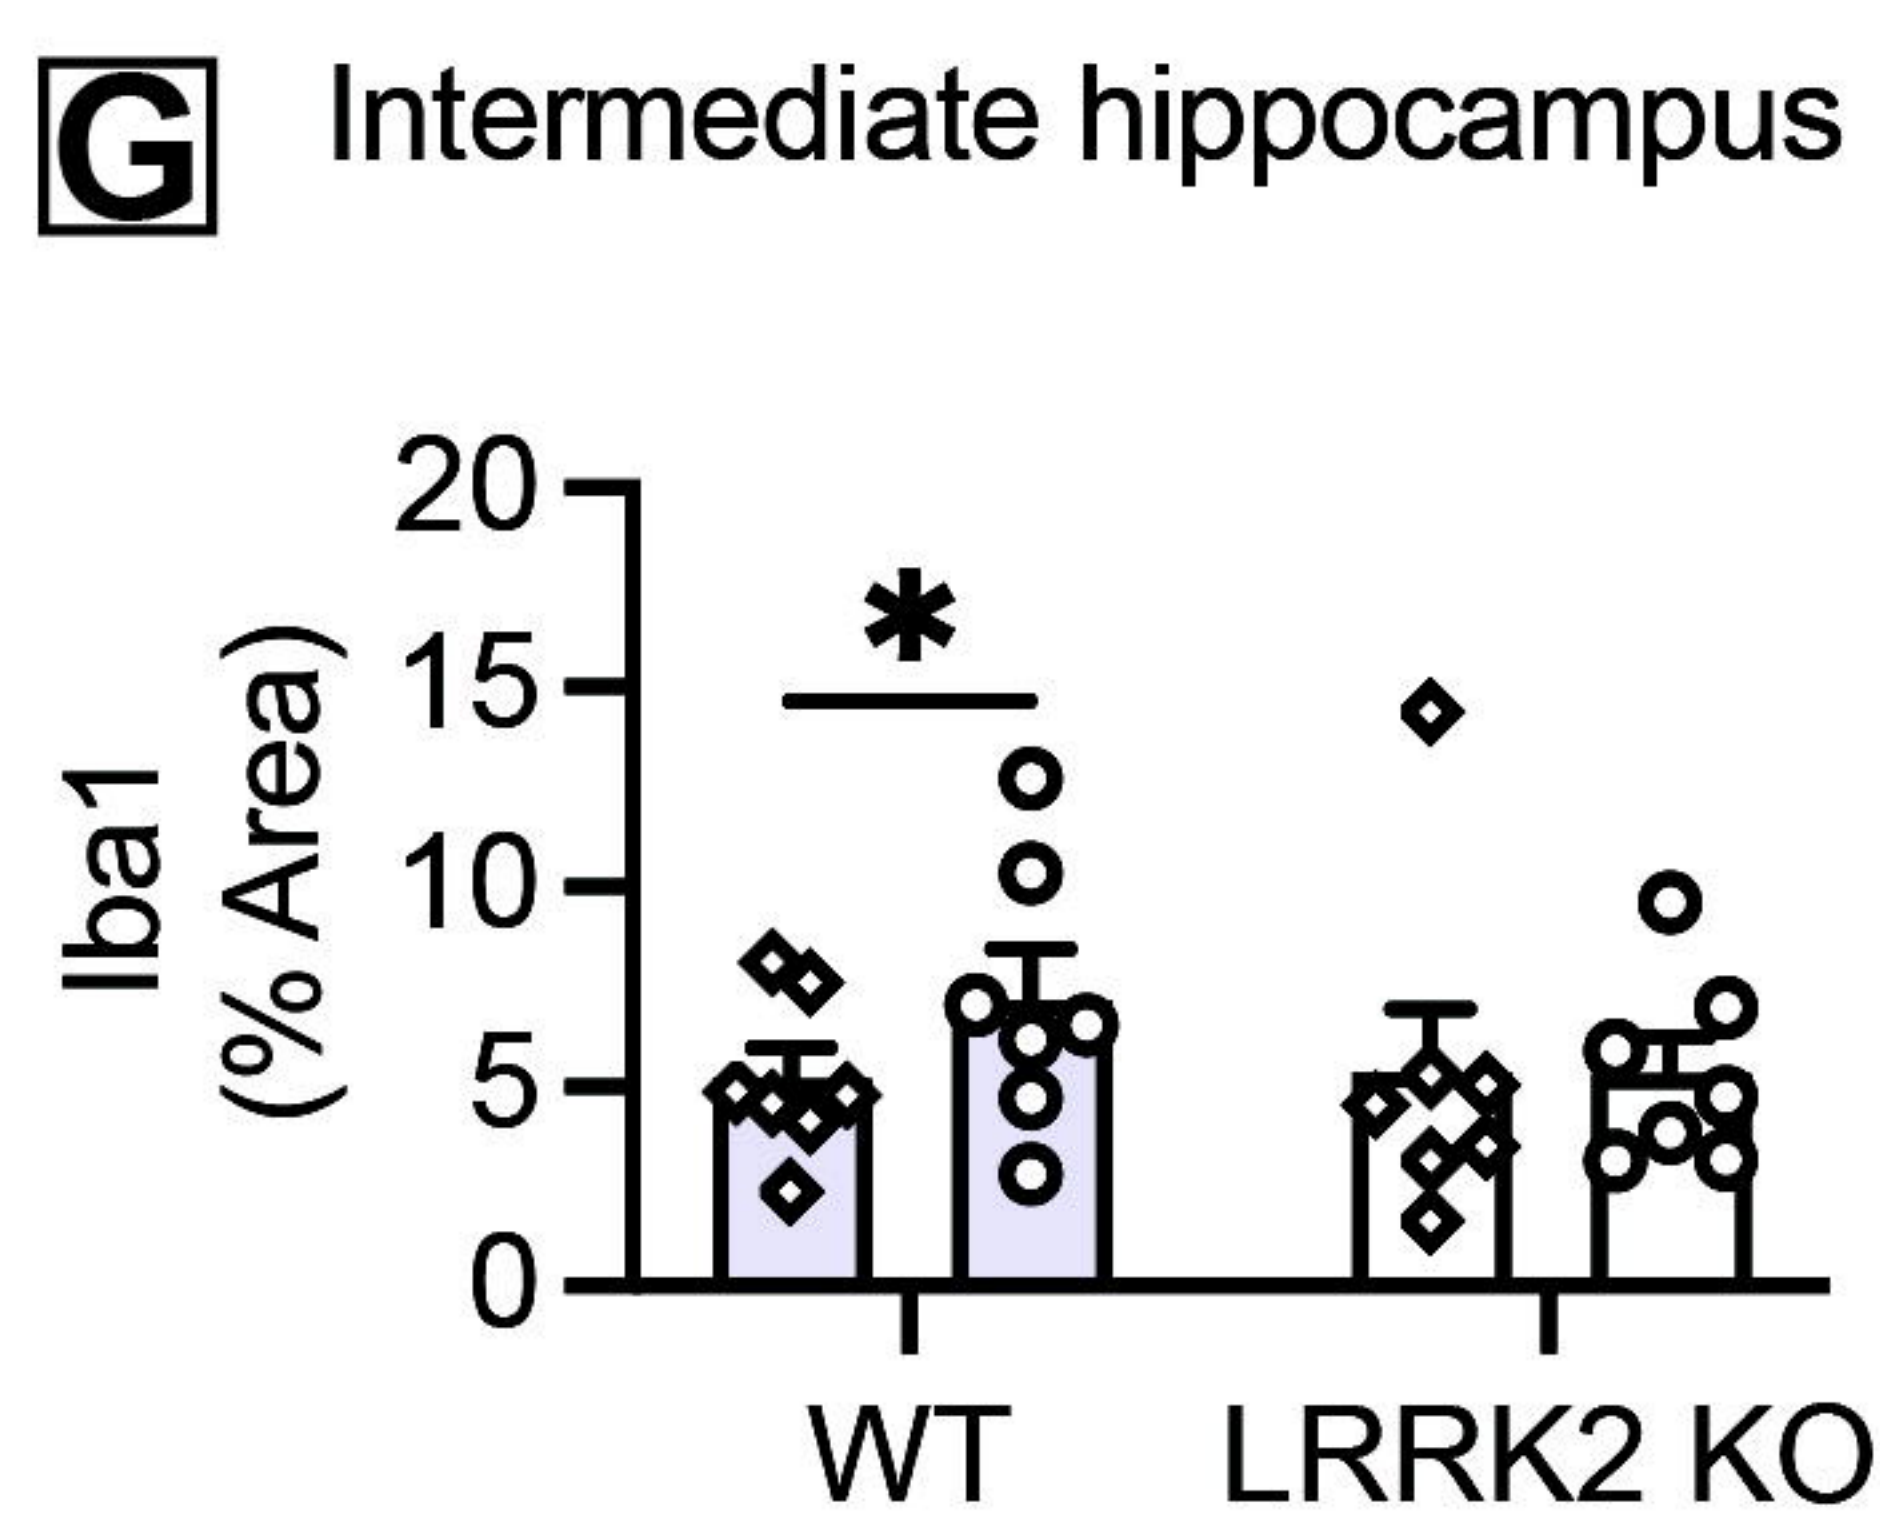 G
Intermediate hippocampus
Iba1
(% Area)
20
15
10
5
0
*
WT
LRRK2 KO